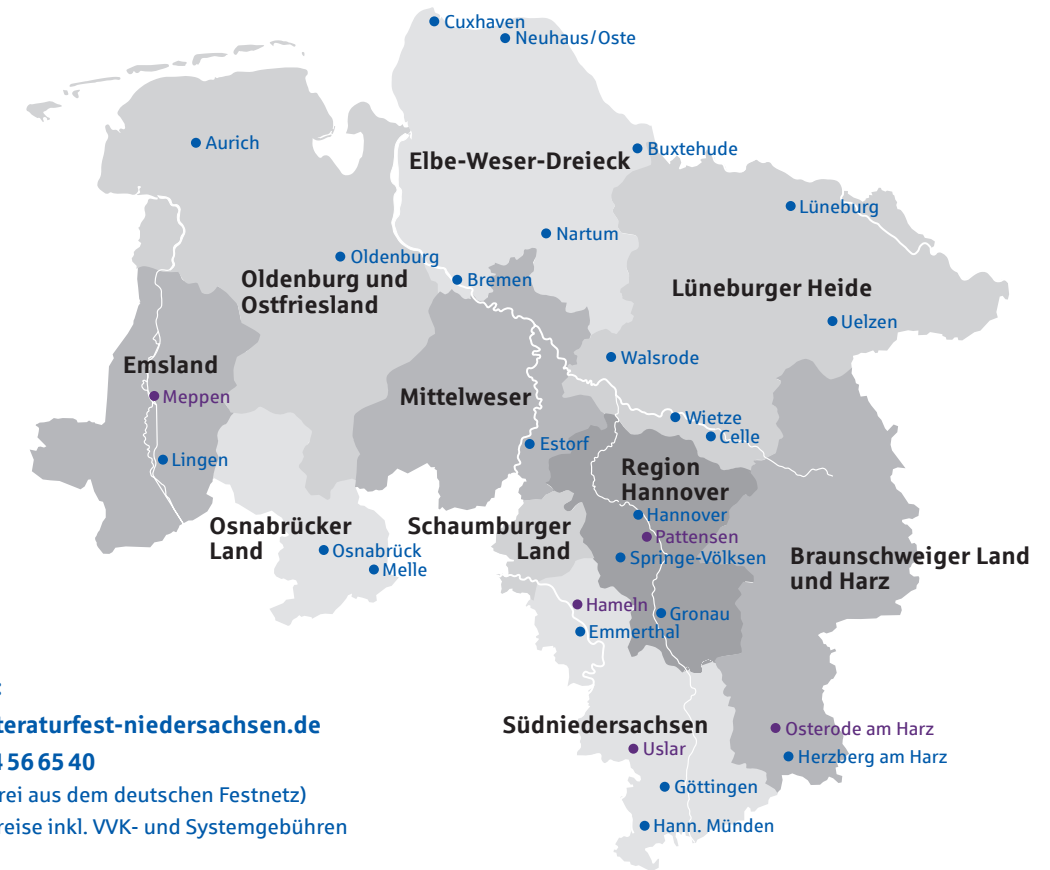 Cuxhaven
Neuhaus/Oste
Aurich
Elbe-Weser-Dreieck
Buxtehude
Lüneburg
Nartum
Oldenburg
Oldenburg und
Ostfriesland
Bremen
Lüneburger Heide
Uelzen
Walsrode
Emsland
Meppen
Mittelweser
Wietze
Celle
Estorf
Lingen
Region
Hannover
Hannover
Pattensen
Springe-Völksen
Osnabrücker
Land
Osnabrück
Melle
Schaumburger
Land
Braunschweiger Land
und Harz
Hameln
Gronau
Emmerthal
Südniedersachsen
Uslar
Osterode am Harz
Herzberg am Harz
Göttingen
Hann. Münden
:
teraturfest-niedersachsen.de
56 65 40
rei aus dem deutschen Festnetz)
reise inkl. VVK- und Systemgebühren